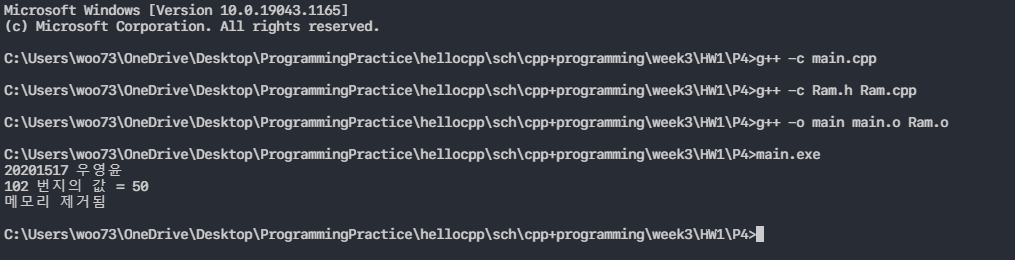 Microsoft Windows [Version 10.0.19043.1165]
(c) Microsoft Corporation. All rights reserved.
C:\Users\woo73\OneDrive\Desktop\ProgrammingPractice\hellocpp\sch\cpp+programming\week3\HW1\P4>g++ -c main.cpp
C:\Users\woo73\OneDrive\Desktop\ProgrammingPractice\hellocpp\sch\cpp+programming\week3\HW1\P4>g++ -c Ram.h Ram.cpp
C:\Users\woo73\OneDrive\Desktop\ProgrammingPractice\hellocpp\sch\cpp+programming\week3\HW1\P4>g++ -o main main.o Ram.o
C:\Users\woo73\OneDrive\Desktop\ProgrammingPractice\hellocpp\sch\cpp+programming\week3\HW1\P4>main.exe
20201517 우영윤
102 번지의 값 = 50
메모리 제거됨
C:\Users\woo73\OneDrive\Desktop\ProgrammingPractice\hellocpp\sch\cpp+programming\week3\HW1\P4>